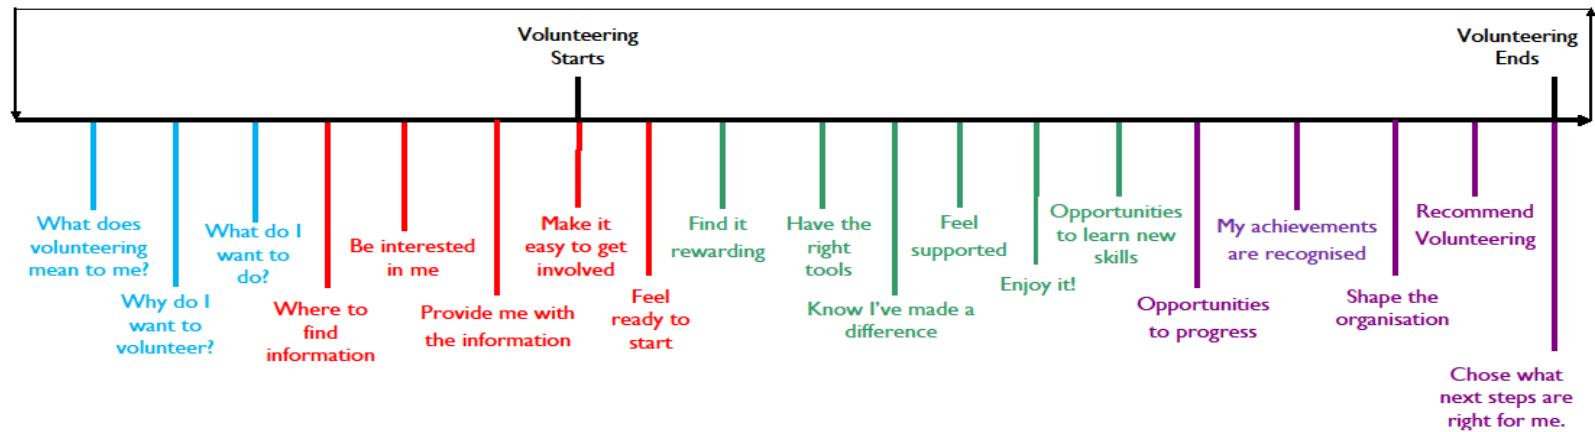 Volunteering
Starts
Volunteering
Ends
What does
volunteering
mean to me?
Why do I
want to
volunteer?
What do I
want to
do?
Where to
find
information
Be interested
in me
Provide me with
the information
Make it
easy to get
involved
Feel
ready to
start
Find it
rewarding
Have the
right
tools
Know I've made a
difference
Feel
supported
Enjoy it!
Opportunities
to learn new
skills
Opportunities
to progress
My achievements
are recognised
Shape the
organisation
Recommend
Volunteering
Chose what
next steps are
right for me.